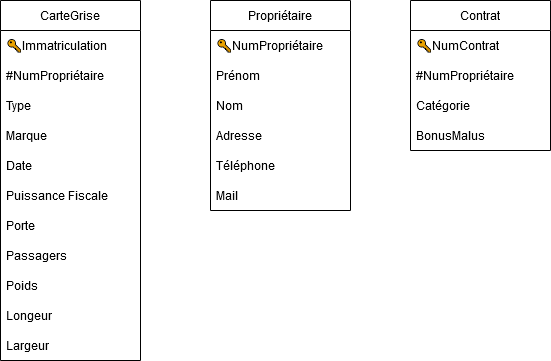 CarteGrise
Immatriculation
#NumPropriétaire
Type
Marque
Date
Puissance Fiscale
Porte
Passagers
Poids
Longeur
Largeur
Propriétaire
NumPropriétaire
Prénom
Nom
Adresse
Téléphone
Mail
Contrat
NumContrat
#NumPropriétaire
Catégorie
BonusMalus